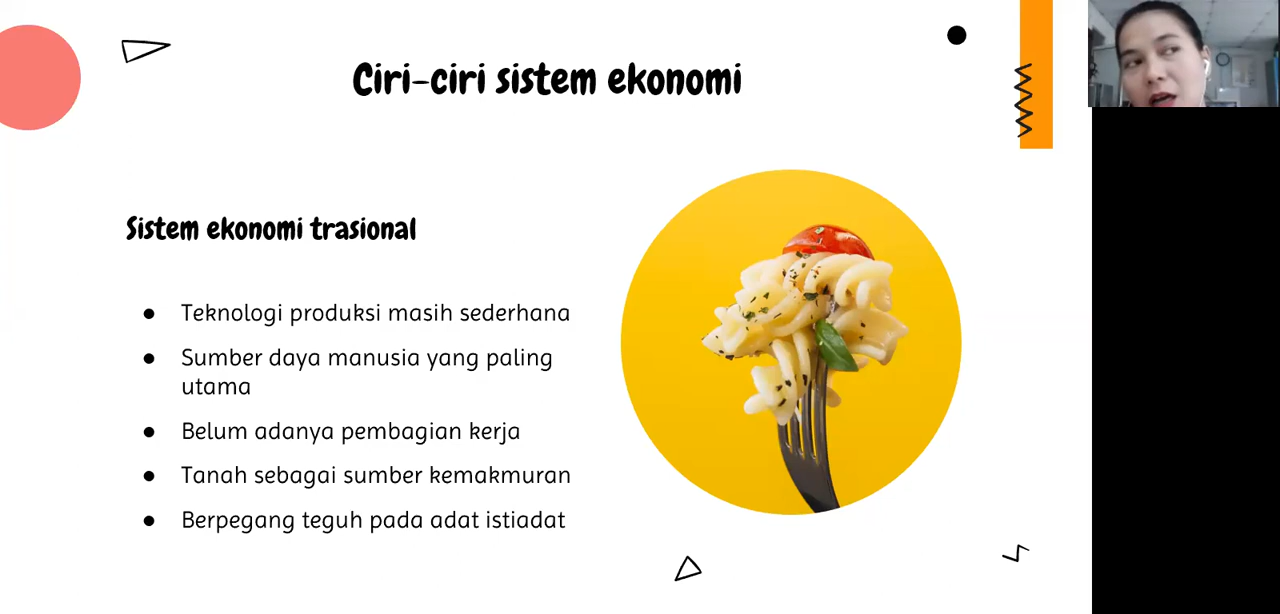 Ciri-ciri sistem ekonomi
Sistem ekonomi trasional
● Teknologi produksi masih sederhana
● Sumber daya manusia yang paling
utama
● Belum adanya pembagian kerja
● Tanah sebagai sumber kemakmuran
● Berpegang teguh pada adat istiadat